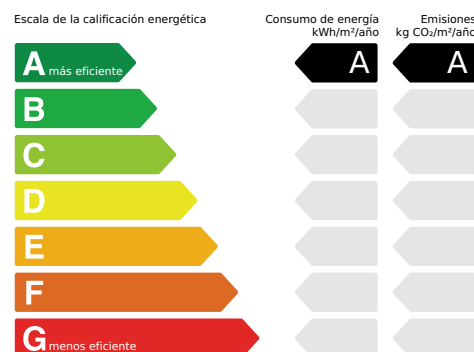 Escala de la calificación energética
Consumo de energía
kWh/m²/año
Emisiones
kg CO₂/m²/año
A más eficiente
A
A
B
C
D
E
F
G menos eficiente